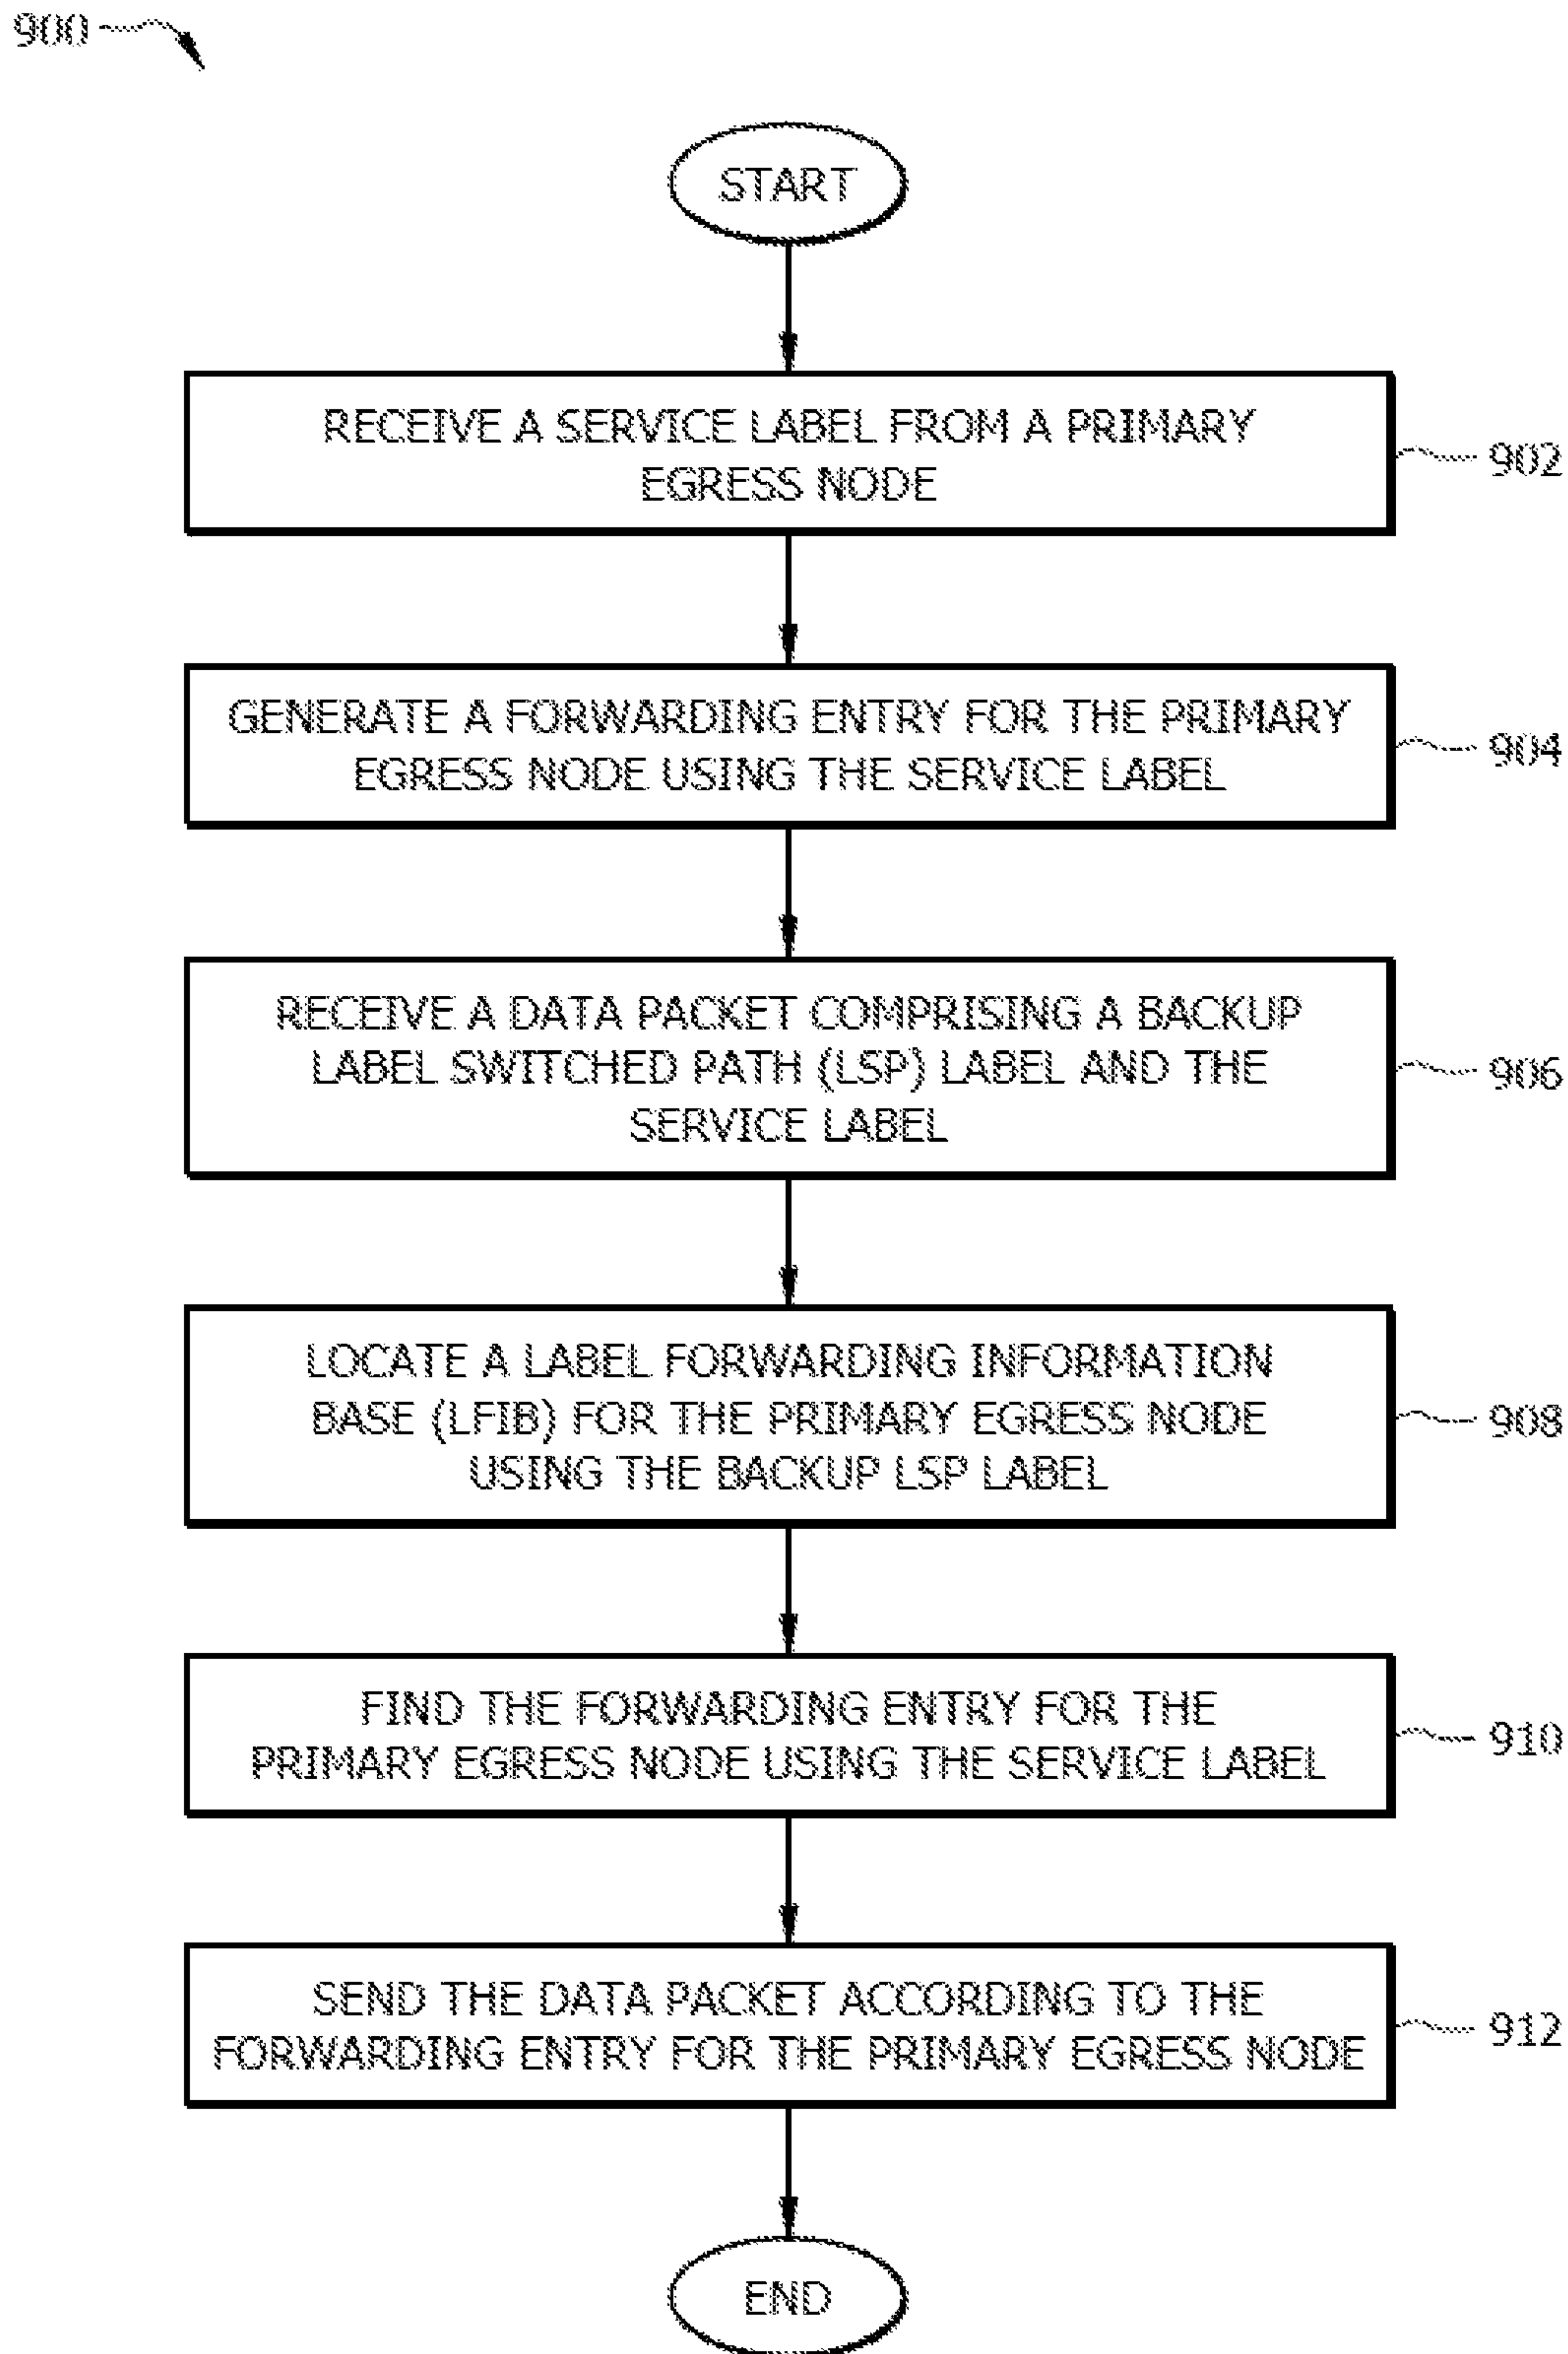 900
START
RECEIVE A SERVICE LABEL FROM A PRIMARY
EGRESS NODE
902
GENERATE A FORWARDING ENTRY FOR THE PRIMARY
EGRESS NODE USING THE SERVICE LABEL
904
RECEIVE A DATA PACKET COMPRISING A BACKUP
LABEL SWITCHED PATH (LSP) LABEL AND THE
SERVICE LABEL
906
LOCATE A LABEL FORWARDING INFORMATION
BASE (LFIB) FOR THE PRIMARY EGRESS NODE
USING THE BACKUP LSP LABEL
908
FIND THE FORWARDING ENTRY FOR THE
PRIMARY EGRESS NODE USING THE SERVICE LABEL
910
SEND THE DATA PACKET ACCORDING TO THE
FORWARDING ENTRY FOR THE PRIMARY EGRESS NODE
912
END